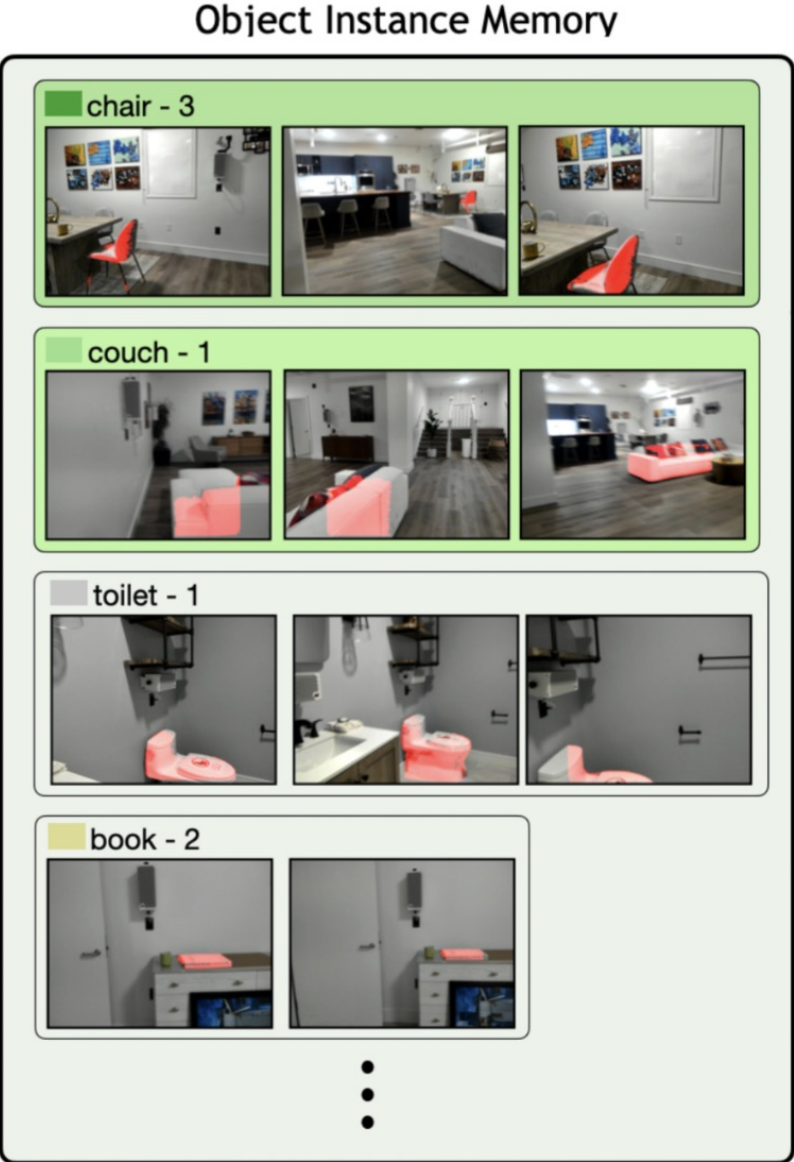 Object Instance Memory
chair - 3
couch - 1
toilet - 1
book - 2